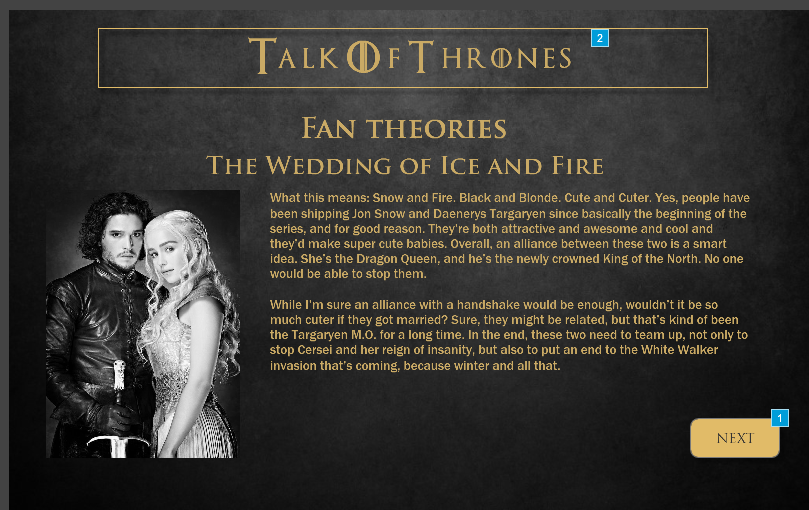 2
TALK OF THRONES
FAN THEORIES
THE WEDDING OF ICE AND FIRE
What this means: Snow and Fire. Black and Blonde. Cute and Cuter. Yes, people have
been shipping Jon Snow and Daenerys Targaryen since basically the beginning of the
series, and for good reason. They're both attractive and awesome and cool and
they'd make super cute babies. Overall, an alliance between these two is a smart
idea. She's the Dragon Queen, and he's the newly crowned King of the North. No one
would be able to stop them.
While I'm sure an alliance with a handshake would be enough, wouldn't it be so
much cuter if they got married? Sure, they might be related, but that's kind of been
the Targaryen M.O. for a long time. In the end, these two need to team up, not only to
stop Cersei and her reign of insanity, but also to put an end to the White Walker
invasion that's coming, because winter and all that.
1
NEXT